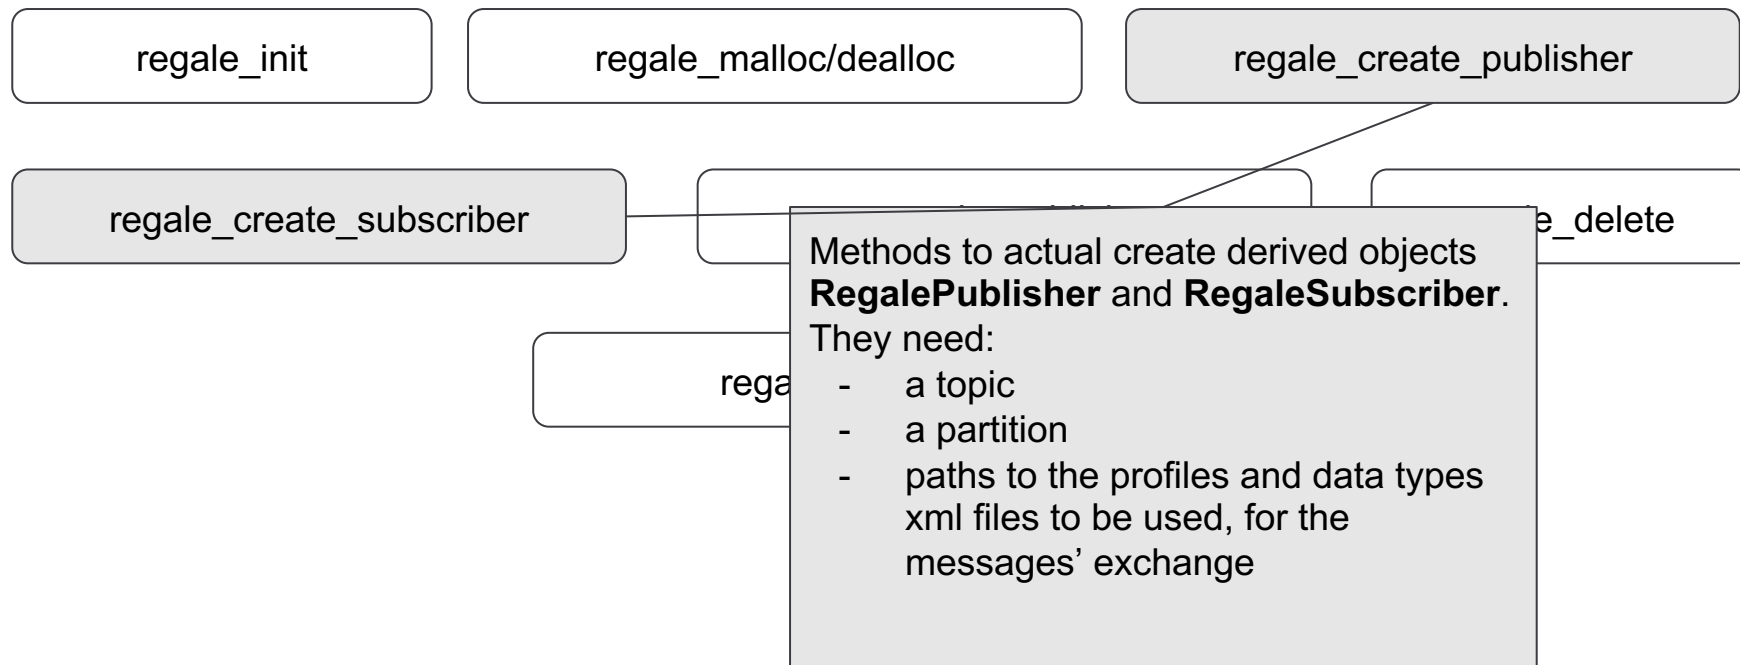 regale_init
regale_malloc/dealloc
regale_create_publisher
regale_create_subscriber
e_delete
Methods to actual create derived objects
RegalePublisher and RegaleSubscriber.
They need:
- a topic
- a partition
- paths to the profiles and data types
xml files to be used, for the
messages’ exchange
rega